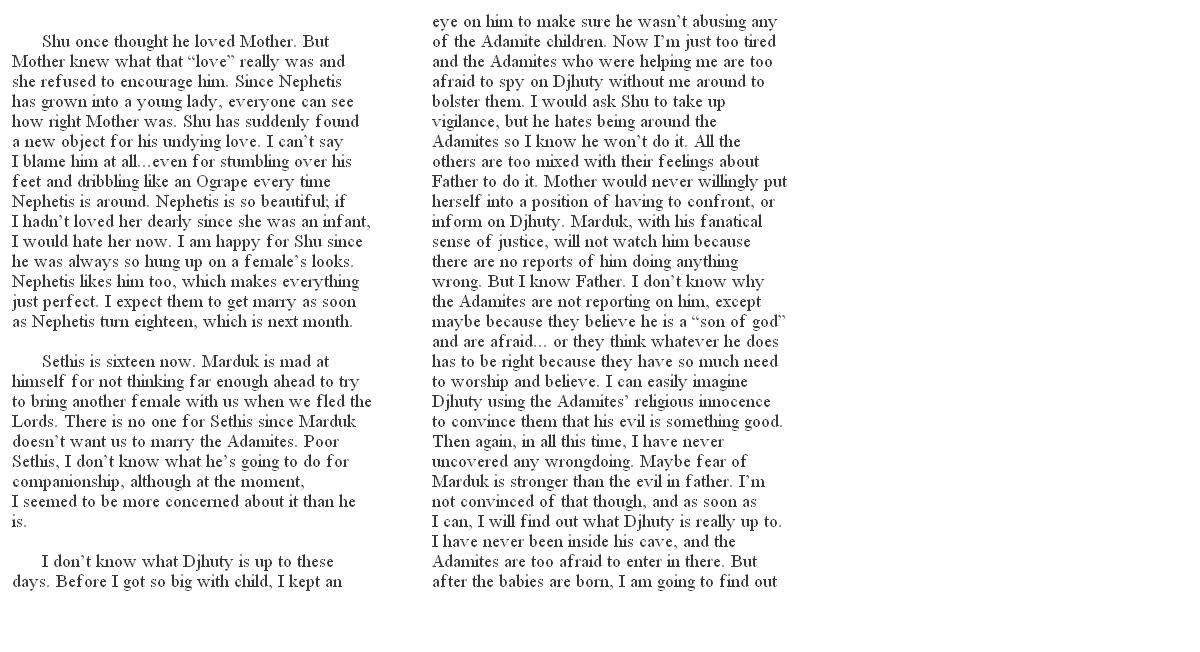 Shu once thought he loved Mother. But
Mother knew what that “love” really was and
she refused to encourage him. Since Nephetis
has grown into a young lady, everyone can see
how right Mother was. Shu has suddenly found
a new object for his undying love. I can’t say
I blame him at all...even for stumbling over his
feet and dribbling like an Ogrape every time
Nephetis is around. Nephetis is so beautiful; if
I hadn’t loved her dearly since she was an infant,
I would hate her now. I am happy for Shu since
he was always so hung up on a female’s looks.
Nephetis likes him too, which makes everything
just perfect. I expect them to get marry as soon
as Nephetis turn eighteen, which is next month.
Sethis is sixteen now. Marduk is mad at
himself for not thinking far enough ahead to try
to bring another female with us when we fled the
Lords. There is no one for Sethis since Marduk
doesn’t want us to marry the Adamites. Poor
Sethis, I don’t know what he’s going to do for
companionship, although at the moment,
I seemed to be more concerned about it than he
is.
I don’t know what Djhuty is up to these
days. Before I got so big with child, I kept an
eye on him to make sure he wasn’t abusing any
of the Adamite children. Now I’m just too tired
and the Adamites who were helping me are too
afraid to spy on Djhuty without me around to
bolster them. I would ask Shu to take up
vigilance, but he hates being around the
Adamites so I know he won’t do it. All the
others are too mixed with their feelings about
Father to do it. Mother would never willingly put
herself into a position of having to confront, or
inform on Djhuty. Marduk, with his fanatical
sense of justice, will not watch him because
there are no reports of him doing anything
wrong. But I know Father. I don’t know why
the Adamites are not reporting on him, except
maybe because they believe he is a “son of god”
and are afraid... or they think whatever he does
has to be right because they have so much need
to worship and believe. I can easily imagine
Djhuty using the Adamites’ religious innocence
to convince them that his evil is something good.
Then again, in all this time, I have never
uncovered any wrongdoing. Maybe fear of
Marduk is stronger than the evil in father. I’m
not convinced of that though, and as soon as
I can, I will find out what Djhuty is really up to.
I have never been inside his cave, and the
Adamites are too afraid to enter in there. But
after the babies are born, I am going to find out